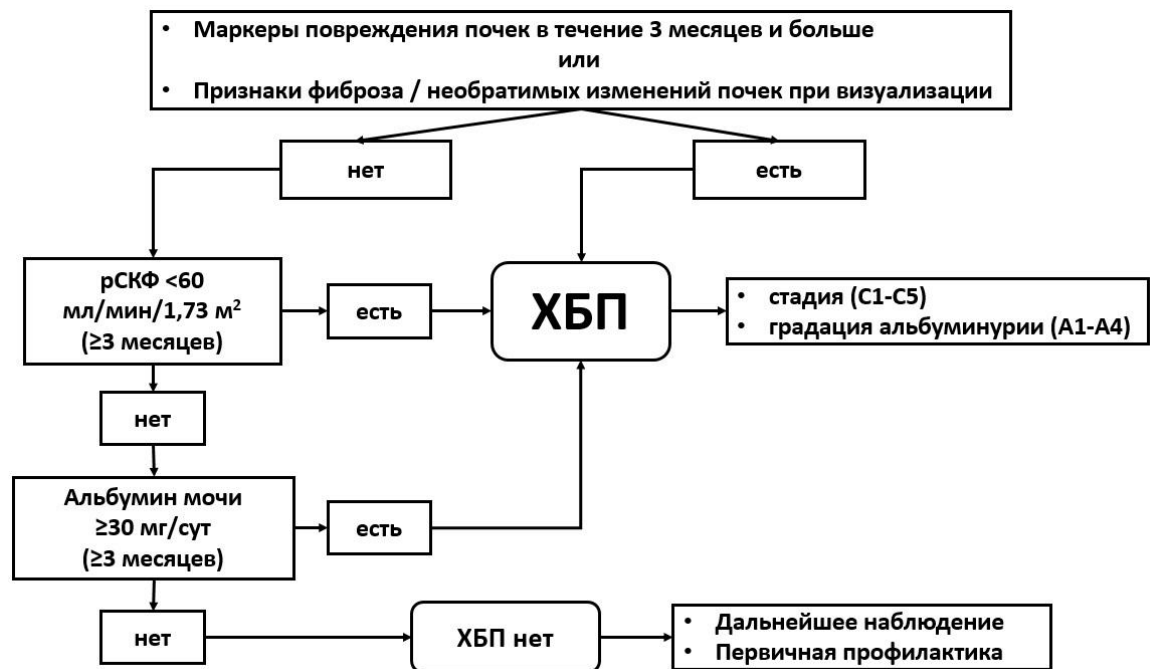 • Маркеры повреждения почек в течение 3 месяцев и больше
или
• Признаки фиброза / необратимых изменений почек при визуализации
нет
есть
рСКФ <60
мл/мин/1,73 м²
(≥3 месяцев)
есть
ХБП
• стадия (С1-С5)
• градация альбуминурии (А1-А4)
нет
Альбумин мочи
≥30 мг/сут
(≥3 месяцев)
есть
нет
ХБП нет
• Дальнейшее наблюдение
• Первичная профилактика